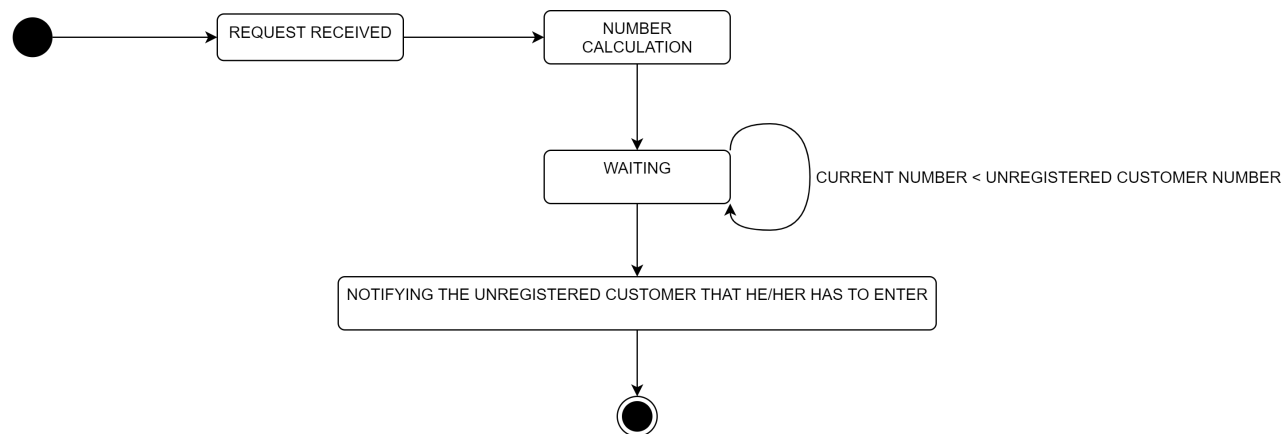 REQUEST RECEIVED
NUMBER
CALCULATION
WAITING
CURRENT NUMBER < UNREGISTERED CUSTOMER NUMBER
NOTIFYING THE UNREGISTERED CUSTOMER THAT HE/HER HAS TO ENTER